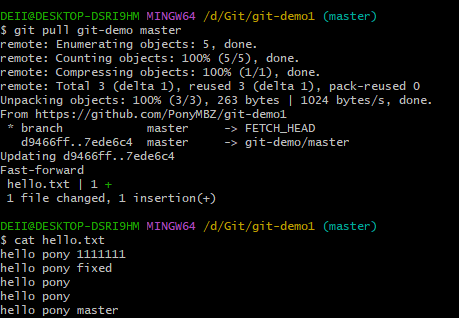 DEII@DESKTOP-DSRI9HM MINGW64 /d/Git/git-demo1 (master)
$ git pull git-demo master
remote: Enumerating objects: 5, done.
remote: Counting objects: 100% (5/5), done.
remote: Compressing objects: 100% (1/1), done.
remote: Total 3 (delta 1), reused 3 (delta 1), pack-reused 0
Unpacking objects: 100% (3/3), 263 bytes | 1024 bytes/s, done.
From https://github.com/PonyMBZ/git-demo1
 * branch            master     -> FETCH_HEAD
   d9466ff..7ede6c4  master     -> git-demo/master
Updating d9466ff..7ede6c4
Fast-forward
 hello.txt | 1 +
 1 file changed, 1 insertion(+)
DEII@DESKTOP-DSRI9HM MINGW64 /d/Git/git-demo1 (master)
$ cat hello.txt
hello pony 1111111
hello pony fixed
hello pony
hello pony
hello pony master